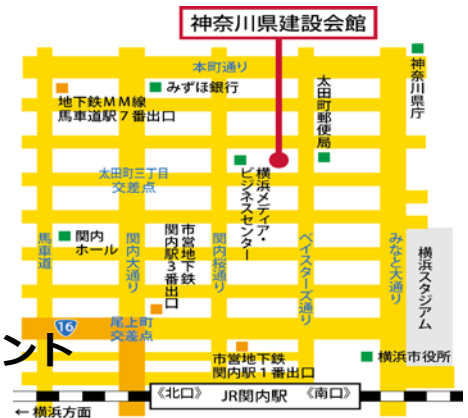 神奈川県建設会館
本町通り
神奈川県庁
みずほ銀行
地下鉄MM線
馬車道駅7番出口
太田町郵便局
横浜メディア・
ビジネスセンター
太田町三丁目
交差点
馬車道
関内
ホール
関内大通り
市営地下鉄
関内駅3番出口
関内桜通り
ベイスターズ通り
みなと大通り
横浜スタジアム
16
尾上町
交差点
ント
市営地下鉄
関内駅1番出口
横浜市役所
《北口》 JR関内駅 《南口》
←横浜方面